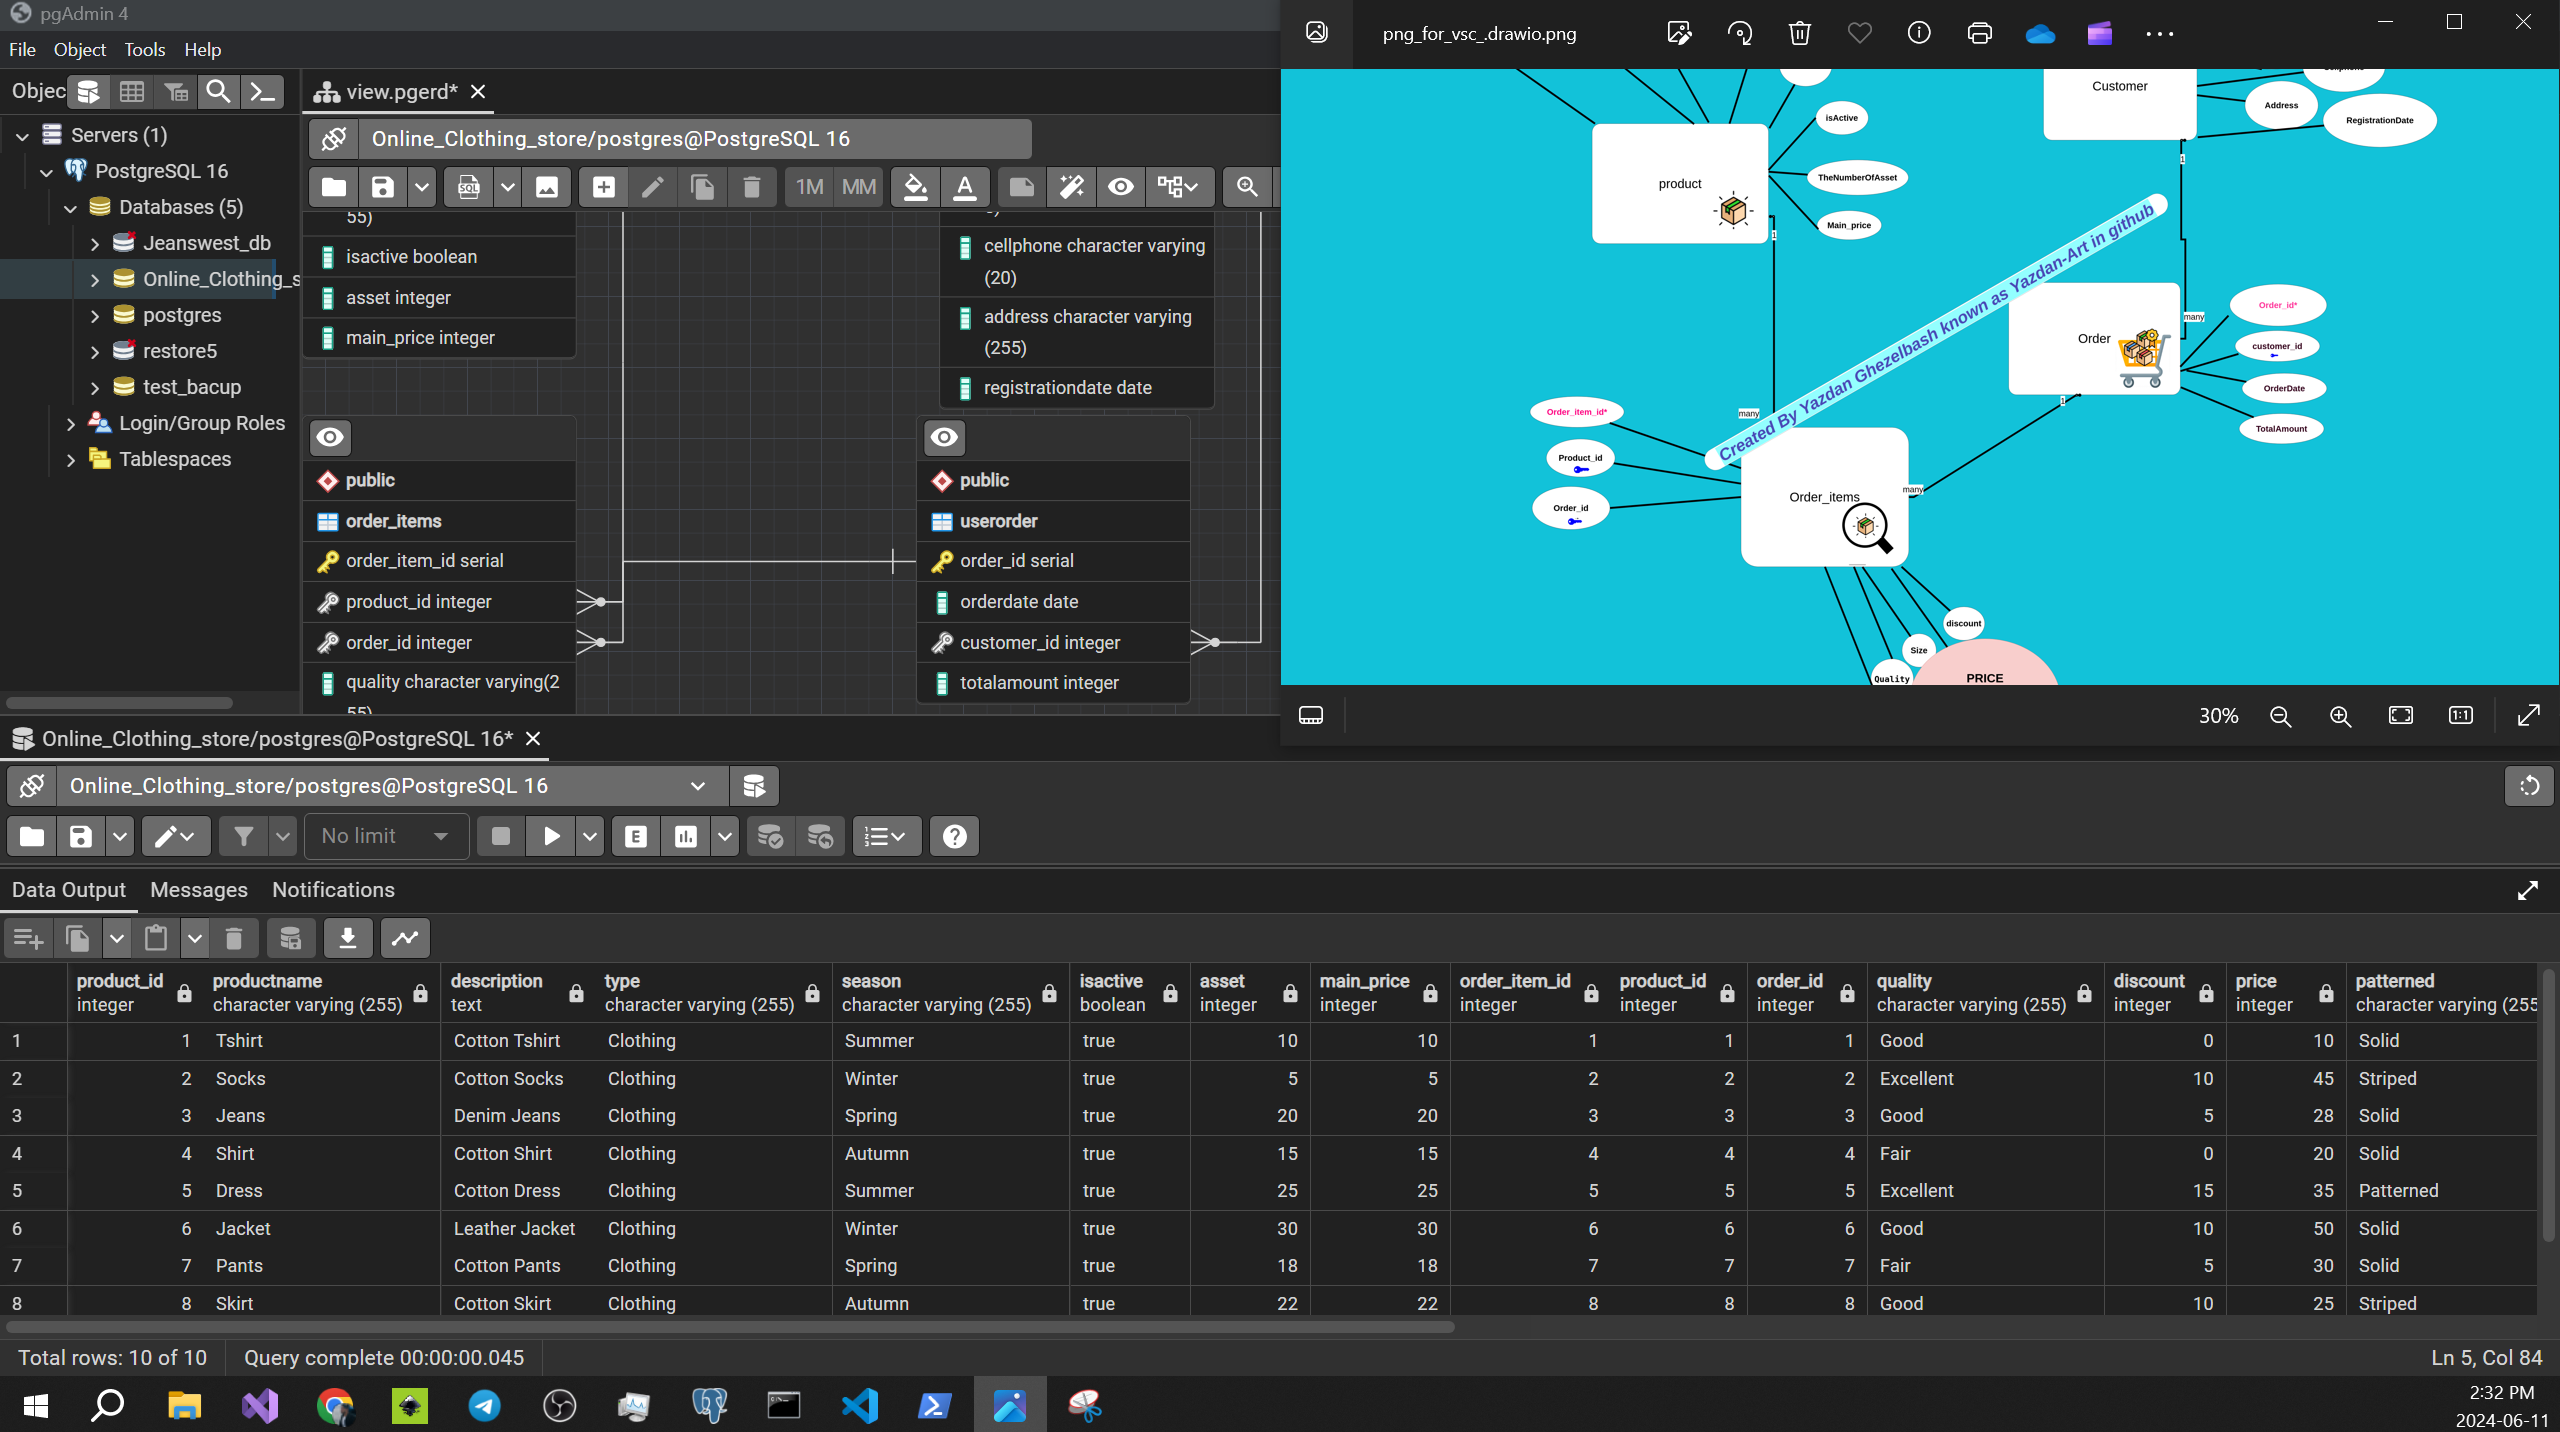 pgAdmin 4
File Object Tools Help
Objec
Servers (1)
PostgreSQL 16
Databases (5)
Jeanswest_db
Online_Clothing_s
postgres
restore5
test_bacup
Login/Group Roles
Tablespaces
view.pgerd*
Online_Clothing_store/postgres@PostgreSQL 16
SQL 1M MM A
55)
isactive boolean
asset integer
main_price integer
cellphone character varying
(20)
address character varying
(255)
registrationdate date
public
order_items
order_item_id serial
product_id integer
order_id integer
quality character varying(2
55)
public
userorder
order_id serial
orderdate date
customer_id integer
totalamount integer
png_for_vsc_.drawio.png
Customer
Address
RegistrationDate
1
isActive
product
TheNumberOfAsset
Main_price
1
Created By Yazdan Ghezelbash known as Yazdan-Art in github
Order_id*
many
Order
customer_id
OrderDate
TotalAmount
1
Order_item_id*
many
Product_id
Order_id
many
Order_items
discount
Size
Quality
PRICE
30%
1:1
Online_Clothing_store/postgres@PostgreSQL 16*
Online_Clothing_store/postgres@PostgreSQL 16
No limit
E
Data Output Messages Notifications
product_id productname description type season isactive asset main_price order_item_id product_id order_id quality discount price patterned
integer character varying (255) text character varying (255) character varying (255) boolean integer integer integer integer integer character varying (255) integer integer character varying (255
1 1 Tshirt Cotton Tshirt Clothing Summer true 10 10 1 1 1 Good 0 10 Solid
2 2 Socks Cotton Socks Clothing Winter true 5 5 2 2 2 Excellent 10 45 Striped
3 3 Jeans Denim Jeans Clothing Spring true 20 20 3 3 3 Good 5 28 Solid
4 4 Shirt Cotton Shirt Clothing Autumn true 15 15 4 4 4 Fair 0 20 Solid
5 5 Dress Cotton Dress Clothing Summer true 25 25 5 5 5 Excellent 15 35 Patterned
6 6 Jacket Leather Jacket Clothing Winter true 30 30 6 6 6 Good 10 50 Solid
7 7 Pants Cotton Pants Clothing Spring true 18 18 7 7 7 Fair 5 30 Solid
8 8 Skirt Cotton Skirt Clothing Autumn true 22 22 8 8 8 Good 10 25 Striped
Total rows: 10 of 10 Query complete 00:00:00.045 Ln 5, Col 84
2:32 PM
2024-06-11